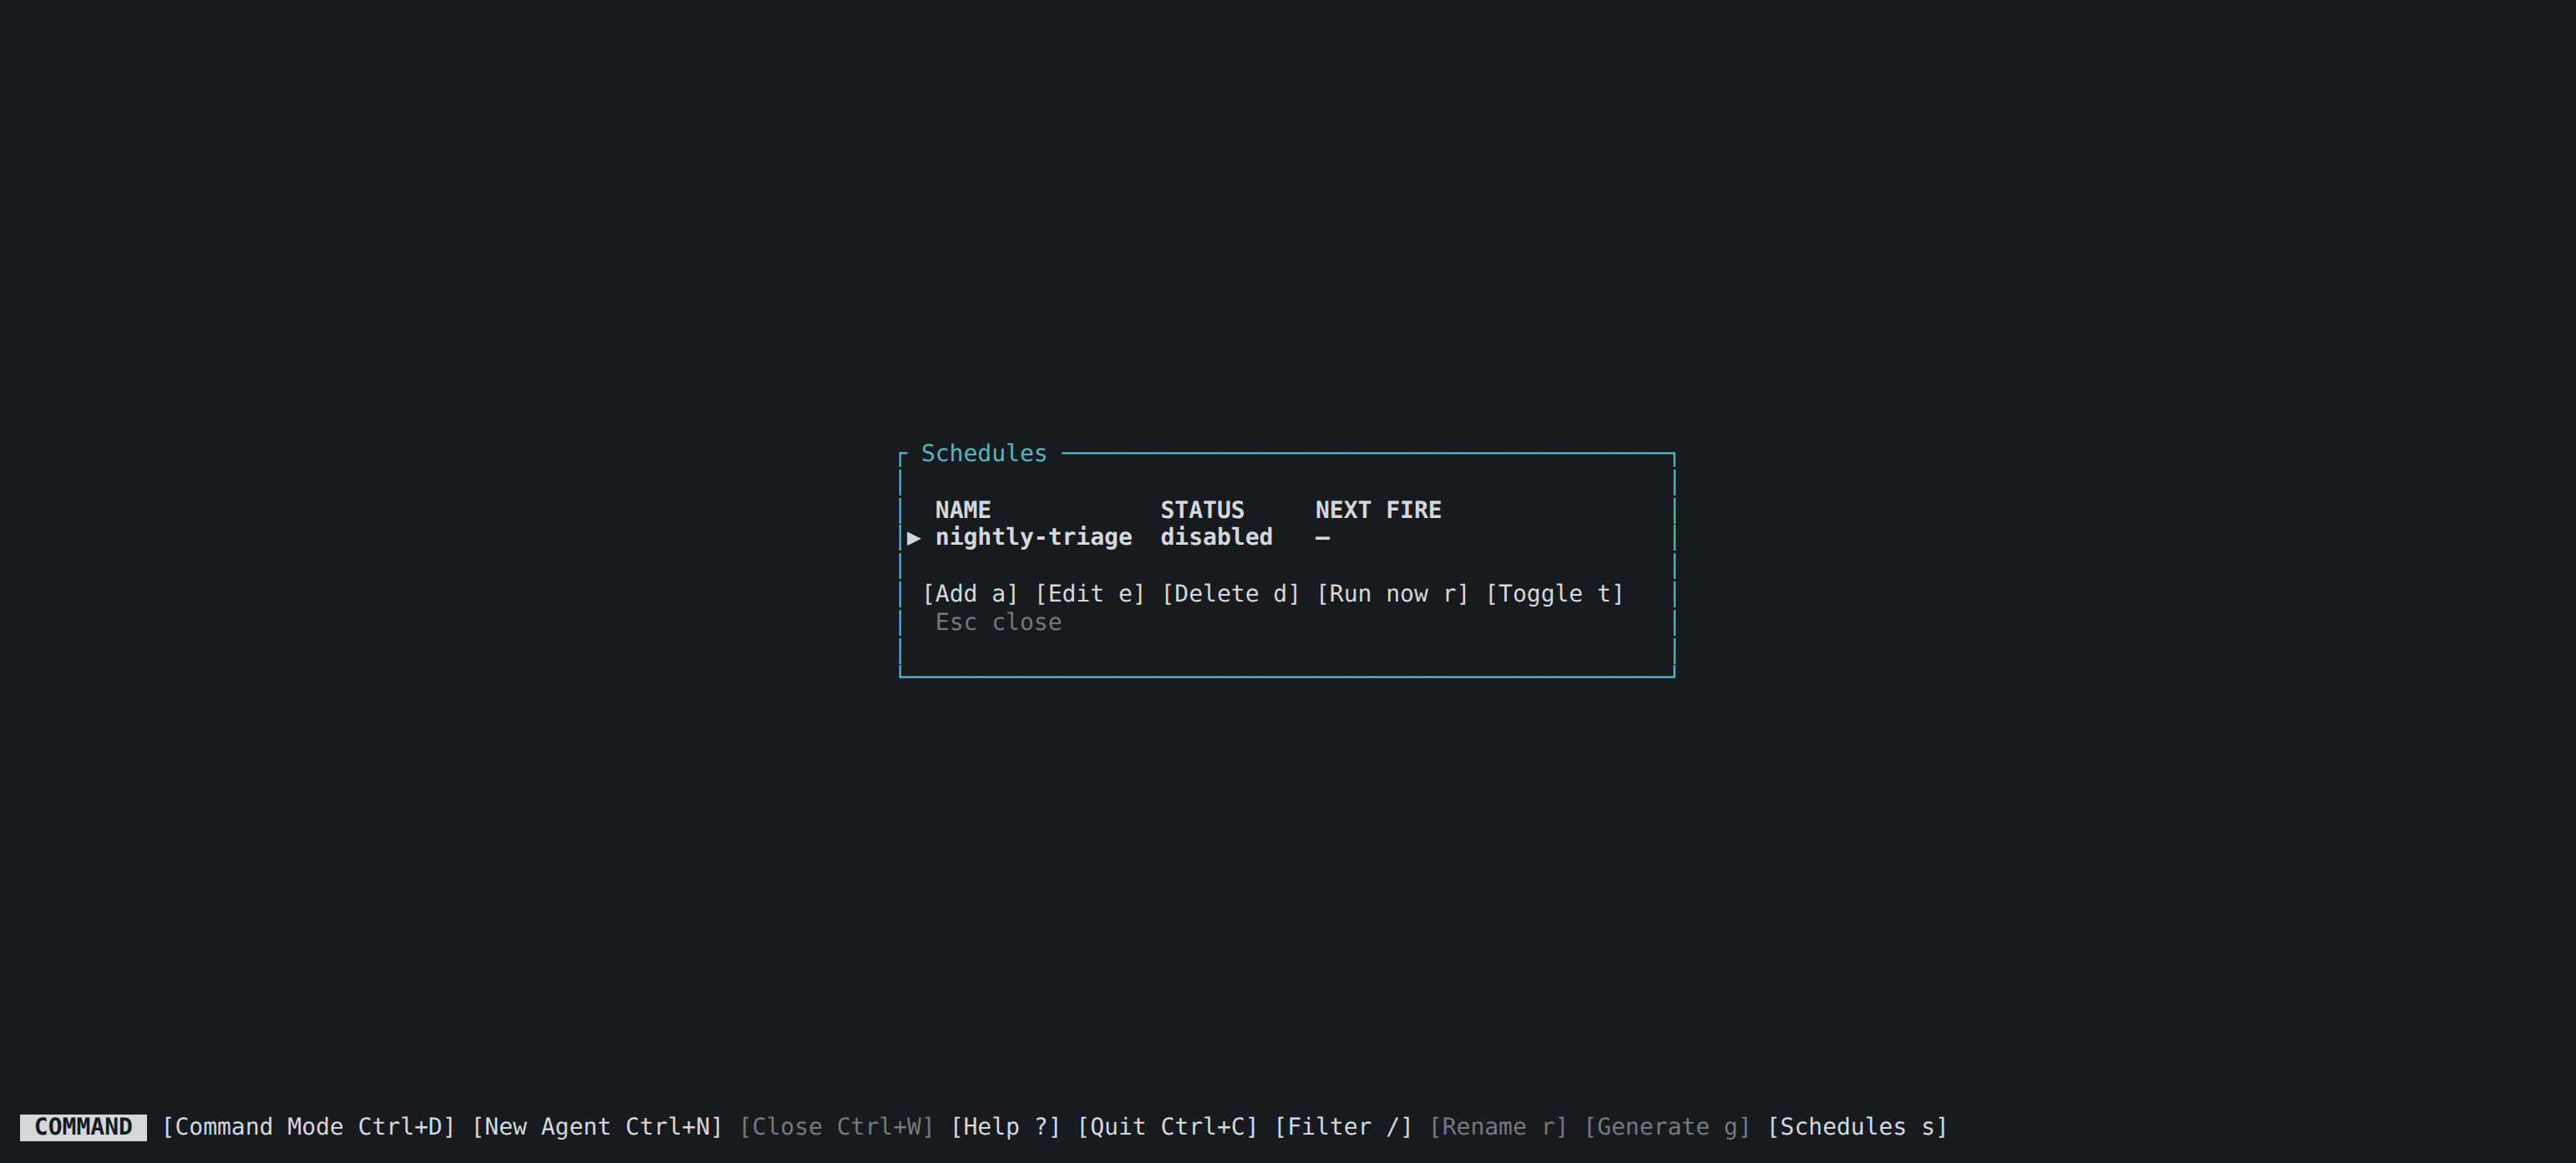 Schedules
NAME STATUS NEXT FIRE
▶ nightly-triage disabled —
[Add a] [Edit e] [Delete d] [Run now r] [Toggle t]
Esc close
COMMAND [Command Mode Ctrl+D] [New Agent Ctrl+N] [Close Ctrl+W] [Help ?] [Quit Ctrl+C] [Filter /] [Rename r] [Generate g] [Schedules s]